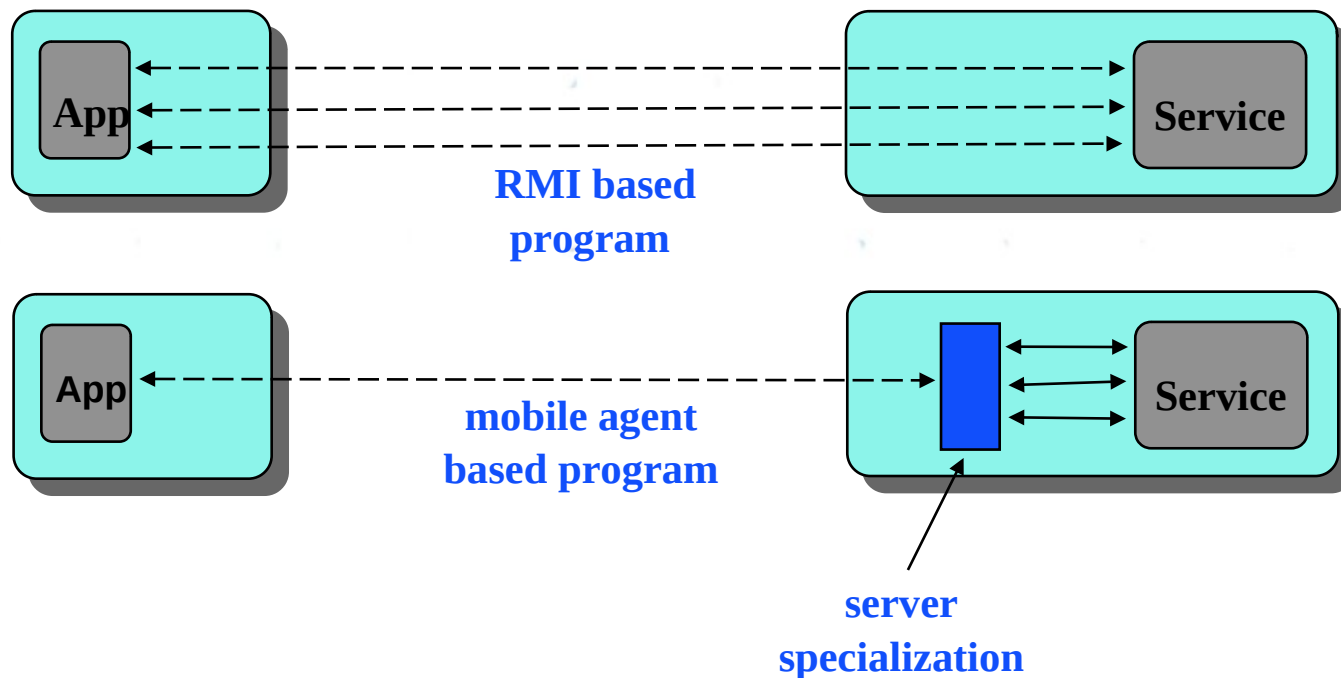 App
Service
RMI based
program
App
Service
mobile agent
based program
server
specialization